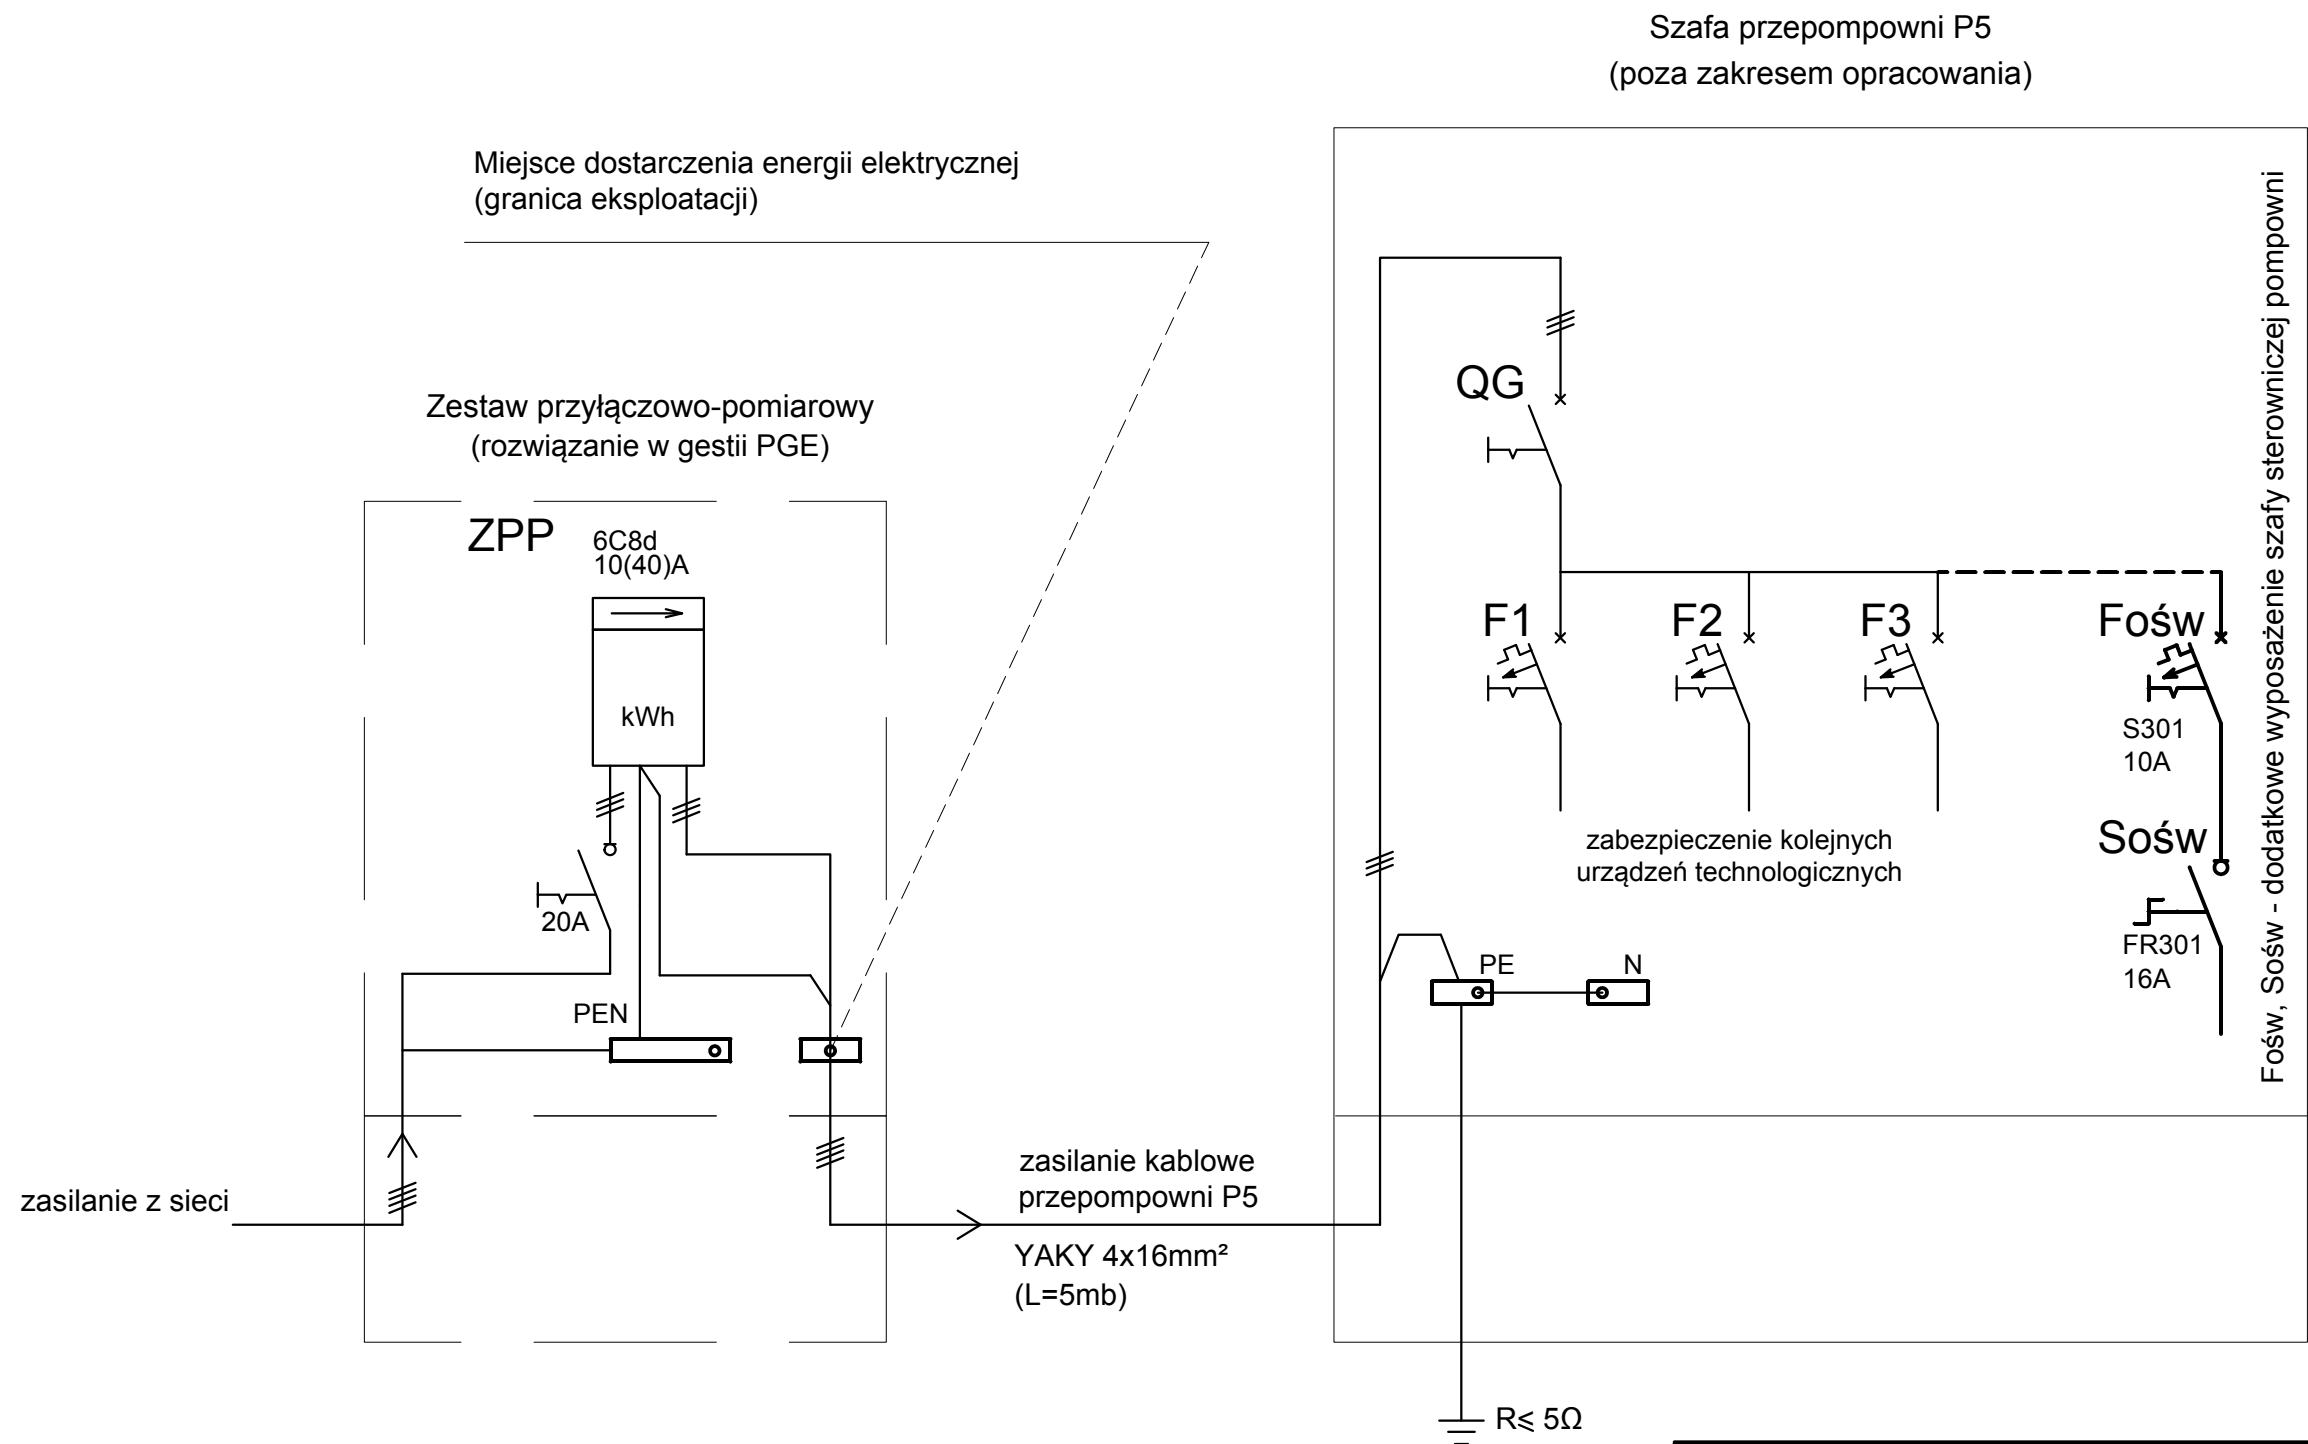 Szafa przepompowni P5
(poza zakresem opracowania)
Miejsce dostarczenia energii elektrycznej
(granica eksploatacji)
Zestaw przyłączowo-pomiarowy
(rozwiązanie w gestii PGE)
ZPP
6C8d
10(40)A
kWh
20A
PEN
zasilanie z sieci
zasilanie kablowe
przepompowni P5
YAKY 4x16mm²
(L=5mb)
QG
F1
F2
F3
Fośw
S301
10A
zabezpieczenie kolejnych
urządzeń technologicznych
Sośw
FR301
16A
PE
N
R⩽ 5Ω
Fośw, Sośw - dodatkowe wyposażenie szafy sterowniczej pompowni